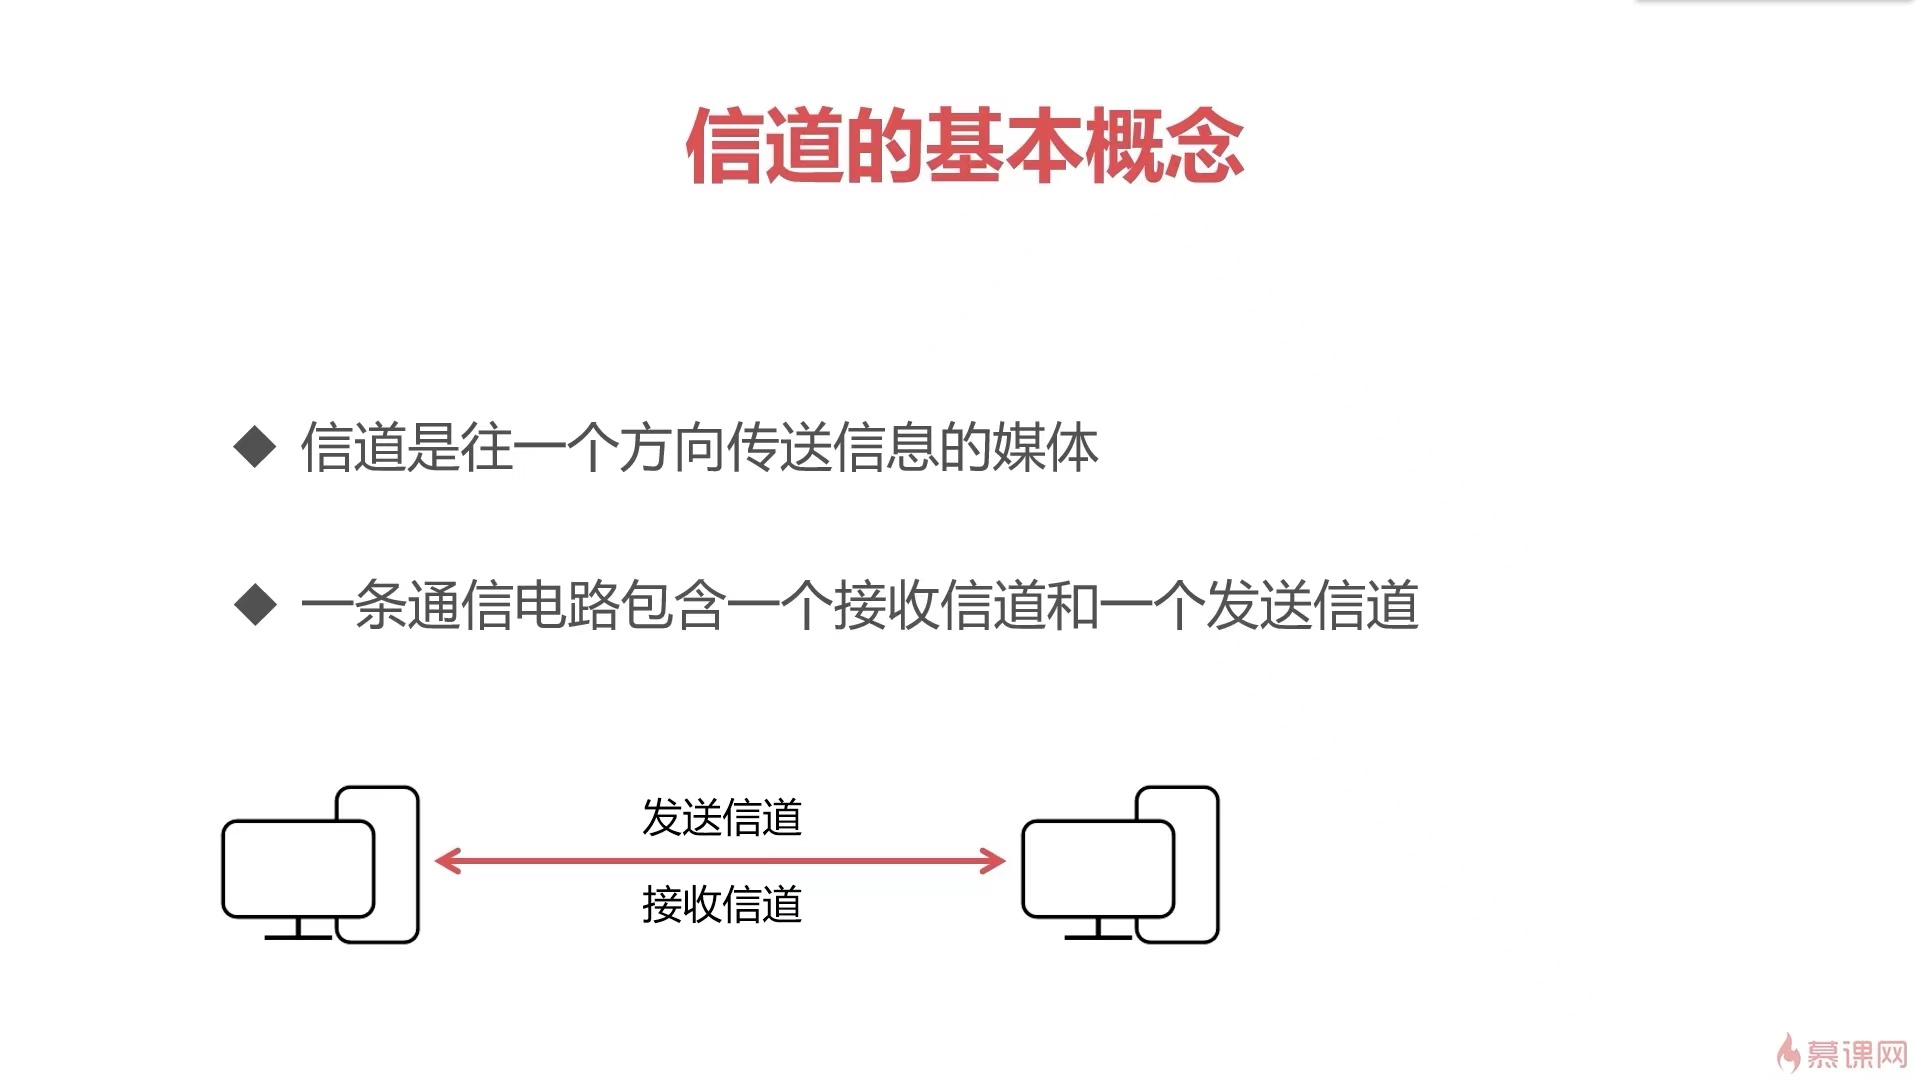 信道的基本概念
信道是往一个方向传送信息的媒体
一条通信电路包含一个接收信道和一个发送信道
发送信道
接收信道
慕课网